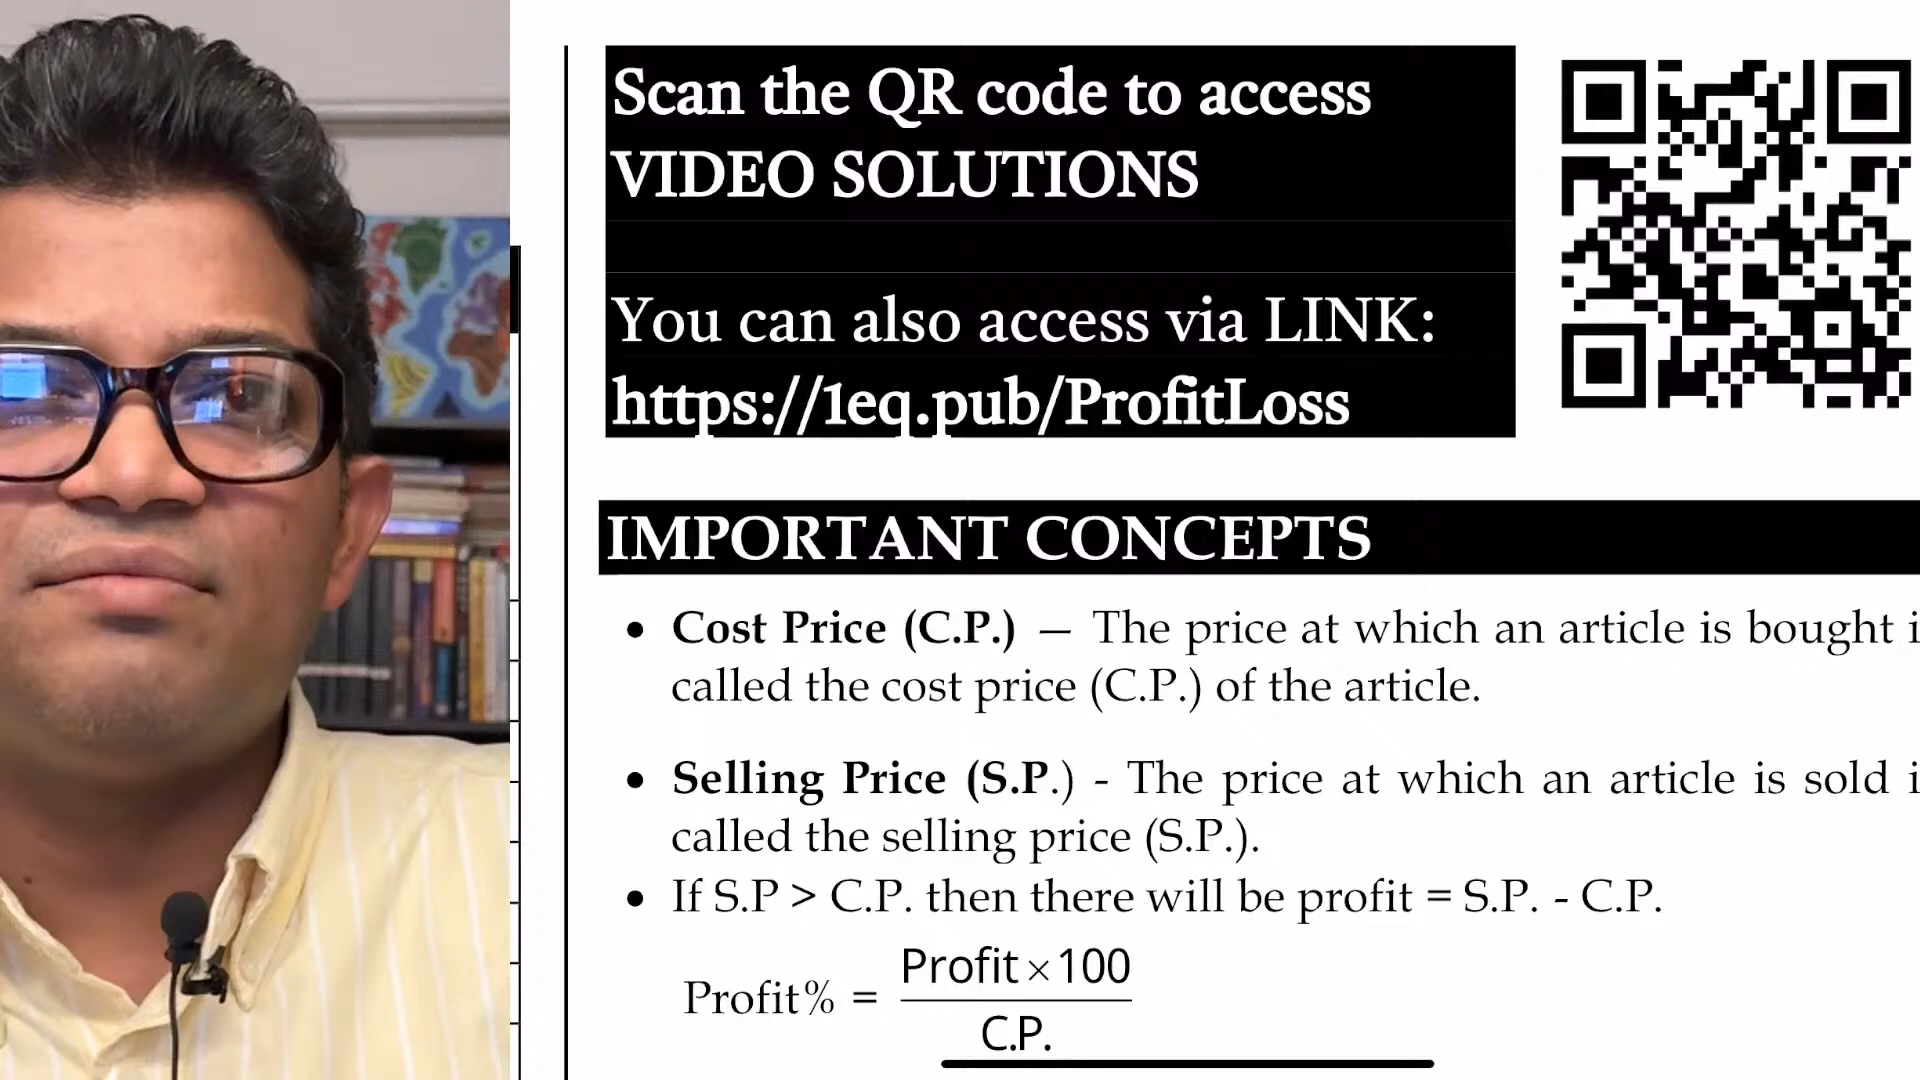 Scan the QR code to access
VIDEO SOLUTIONS
You can also access via LINK:
https://1eq.pub/ProfitLoss
IMPORTANT CONCEPTS
• Cost Price (C.P.) — The price at which an article is bought i
called the cost price (C.P.) of the article.
• Selling Price (S.P.) - The price at which an article is sold i
called the selling price (S.P.).
• If S.P > C.P. then there will be profit = S.P. - C.P.
Profit% = Profit×100
C.P.